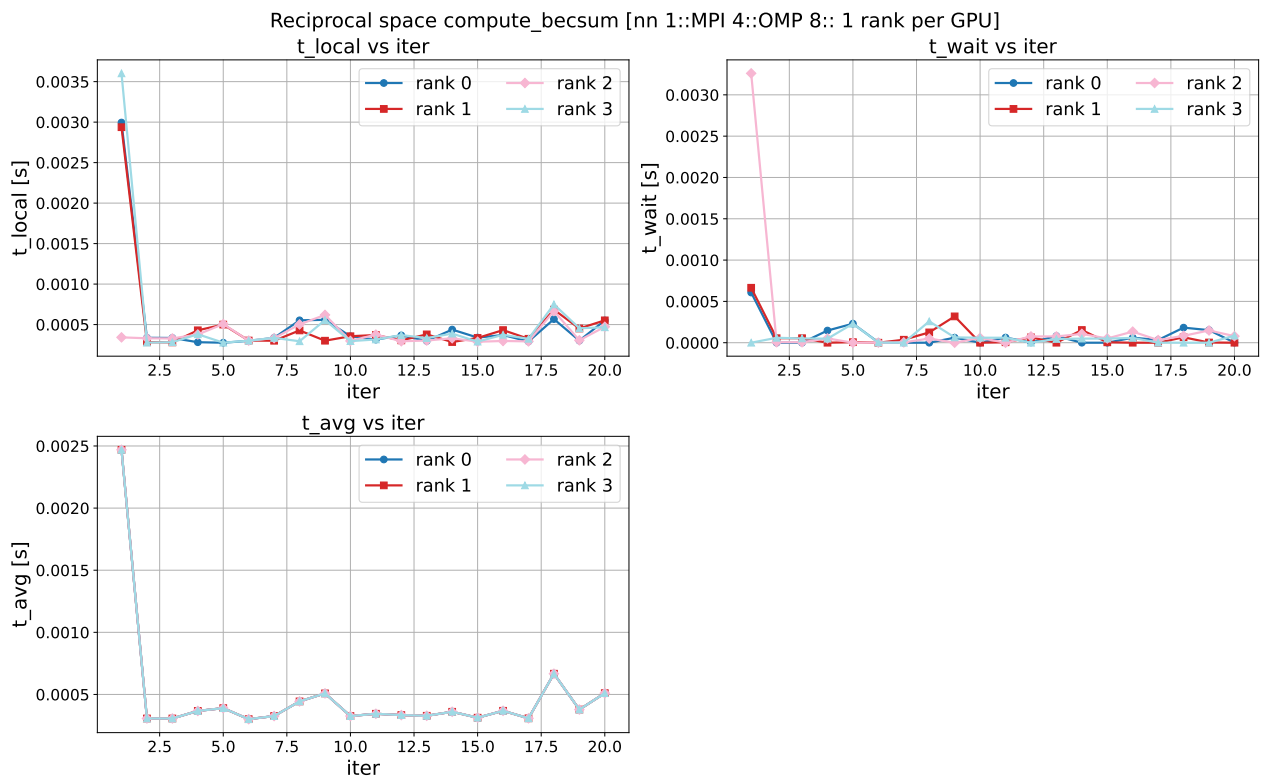 Reciprocal space compute_becsum [nn 1::MPI 4::OMP 8:: 1 rank per GPU]
t_local vs iter
t_local [s]
0.0035
0.0030
0.0025
0.0020
0.0015
0.0010
0.0005
rank 0
rank 1
rank 2
rank 3
2.5 5.0 7.5 10.0 12.5 15.0 17.5 20.0
iter
t_wait vs iter
t_wait [s]
0.0030
0.0025
0.0020
0.0015
0.0010
0.0005
0.0000
rank 0
rank 1
rank 2
rank 3
2.5 5.0 7.5 10.0 12.5 15.0 17.5 20.0
iter
t_avg vs iter
t_avg [s]
0.0025
0.0020
0.0015
0.0010
0.0005
rank 0
rank 1
rank 2
rank 3
2.5 5.0 7.5 10.0 12.5 15.0 17.5 20.0
iter